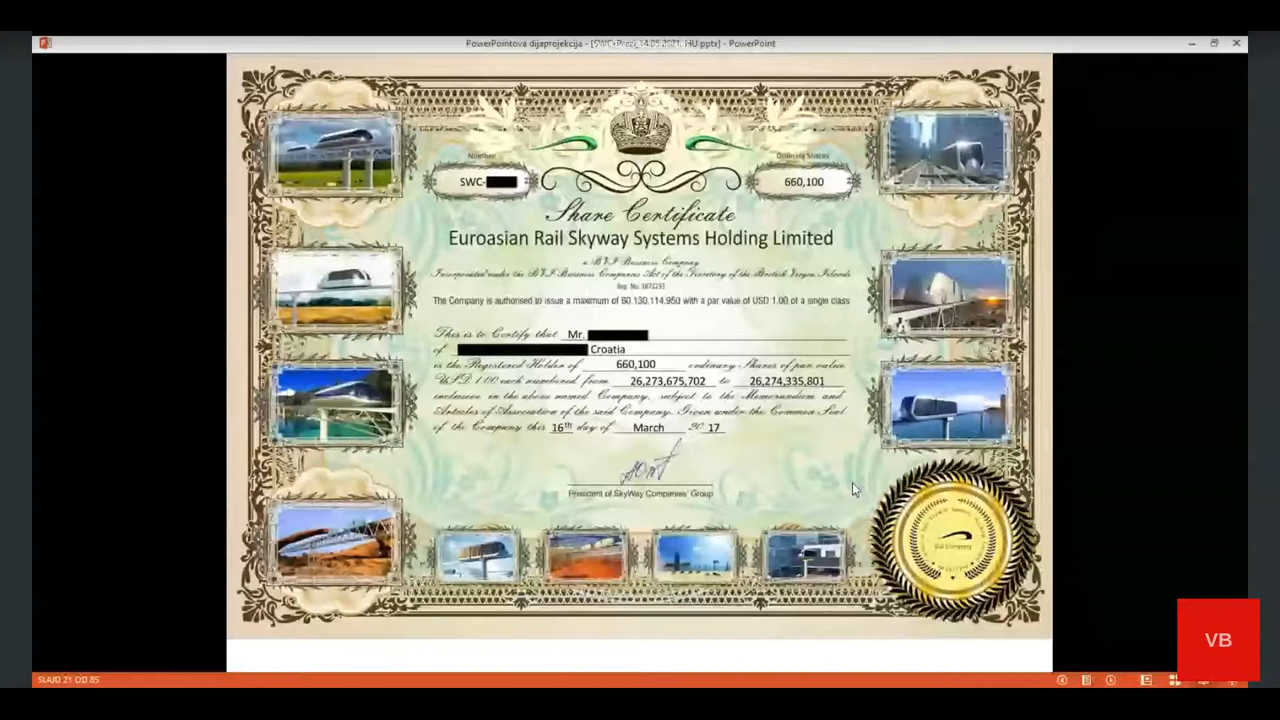 PowerPointova dijaprojekcija - [SWC-
HU.pptx] - PowerPoint
Number
Ordinary Shares
SWC-
660,100
Share Certificate
Euroasian Rail Skyway Systems Holding Limited
a BVI Business Company
Incorporated under the BVI Business Companies Act of the Secretary of the British Virgin Islands
Reg. No:
The Company is authorised to issue a maximum of 60.130.114.950 with a par value of USD 1.00 of a single class
This is to Certify that Mr.
of Croatia
is the Registered Holder of 660,100 ordinary Shares of par value
USD 1.00 each numbered from 26,273,675,702 to 26,274,335,801
inclusive in the above named Company, subject to the Memorandum and
Articles of Association of the said Company. Given under the Common Seal
of the Company this 16th day of March 20 17
President of SkyWay Companies' Group
SLAJD 21 OD 85
VB